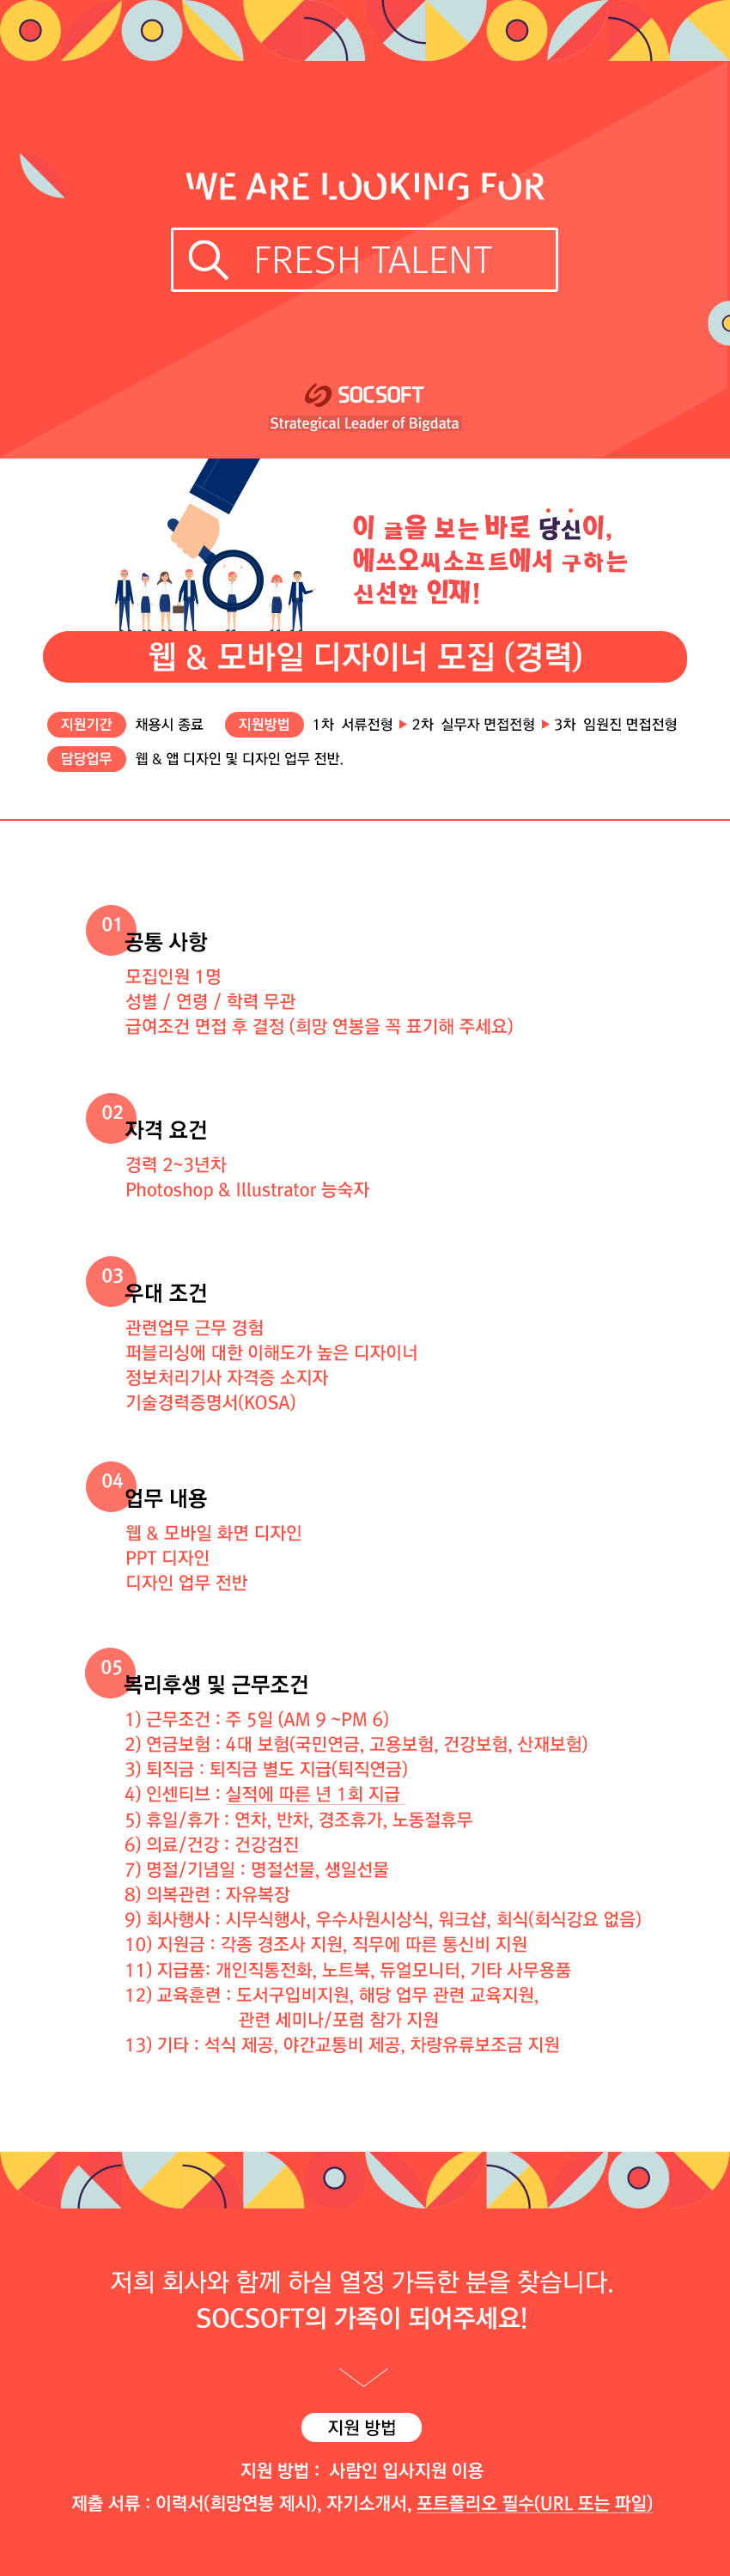 WE ARE LOOKING FOR
FRESH TALENT
SOCSOFT
Strategical Leader of Bigdata
이 글을 보는 바로 당신이,
에쓰오씨소프트에서 구하는
신선한 인재!
웹 & 모바일 디자이너 모집 (경력)
지원기간 채용시 종료 지원방법 1차 서류전형 ▶ 2차 실무자 면접전형 ▶ 3차 임원진 면접전형
담당업무 웹 & 앱 디자인 및 디자인 업무 전반.
01
공통 사항
모집인원 1명
성별 / 연령 / 학력 무관
급여조건 면접 후 결정 (희망 연봉을 꼭 표기해 주세요)
02
자격 요건
경력 2~3년차
Photoshop & Illustrator 능숙자
03
우대 조건
관련업무 근무 경험
퍼블리싱에 대한 이해도가 높은 디자이너
정보처리기사 자격증 소지자
기술경력증명서(KOSA)
04
업무 내용
웹 & 모바일 화면 디자인
PPT 디자인
디자인 업무 전반
05
복리후생 및 근무조건
1) 근무조건 : 주 5일 (AM 9 ~PM 6)
2) 연금보험 : 4대 보험(국민연금, 고용보험, 건강보험, 산재보험)
3) 퇴직금 : 퇴직금 별도 지급(퇴직연금)
4) 인센티브 : 실적에 따른 년 1회 지급
5) 휴일/휴가 : 연차, 반차, 경조휴가, 노동절휴무
6) 의료/건강 : 건강검진
7) 명절/기념일 : 명절선물, 생일선물
8) 의복관련 : 자유복장
9) 회사행사 : 시무식행사, 우수사원시상식, 워크샵, 회식(회식강요 없음)
10) 지원금 : 각종 경조사 지원, 직무에 따른 통신비 지원
11) 지급품: 개인직통전화, 노트북, 듀얼모니터, 기타 사무용품
12) 교육훈련 : 도서구입비지원, 해당 업무 관련 교육지원,
관련 세미나/포럼 참가 지원
13) 기타 : 석식 제공, 야간교통비 제공, 차량유류보조금 지원
저희 회사와 함께 하실 열정 가득한 분을 찾습니다.
SOCSOFT의 가족이 되어주세요!
지원 방법
지원 방법 : 사람인 입사지원 이용
제출 서류 : 이력서(희망연봉 제시), 자기소개서, 포트폴리오 필수(URL 또는 파일)